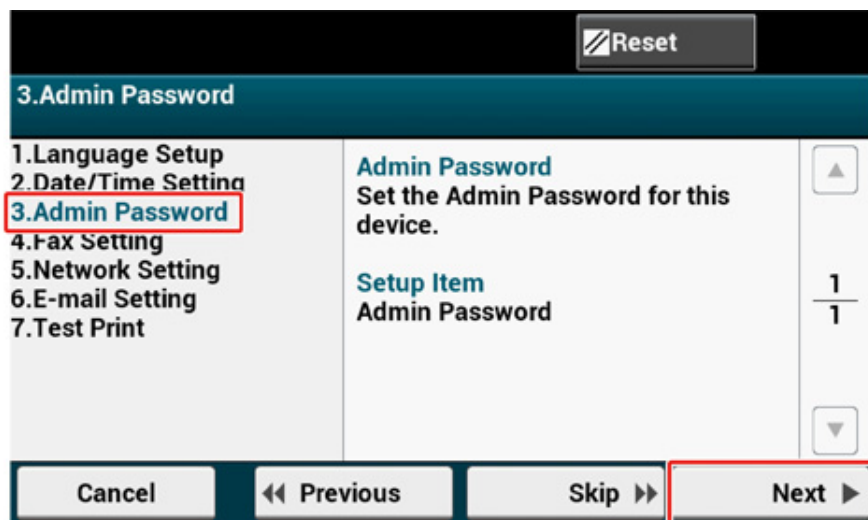 Reset
3.Admin Password
1.Language Setup
2.Date/Time Setting
3.Admin Password
4.Fax Setting
5.Network Setting
6.E-mail Setting
7.Test Print
Admin Password
Set the Admin Password for this
device.
Setup Item
Admin Password
1
1
Cancel
Previous
Skip
Next